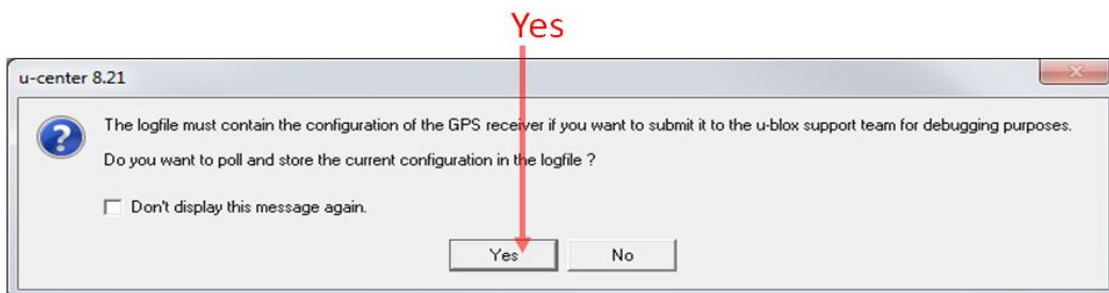 Yes
u-center 8.21
The logfile must contain the configuration of the GPS receiver if you want to submit it to the u-blox support team for debugging purposes.
Do you want to poll and store the current configuration in the logfile ?
Don't display this message again.
Yes
No